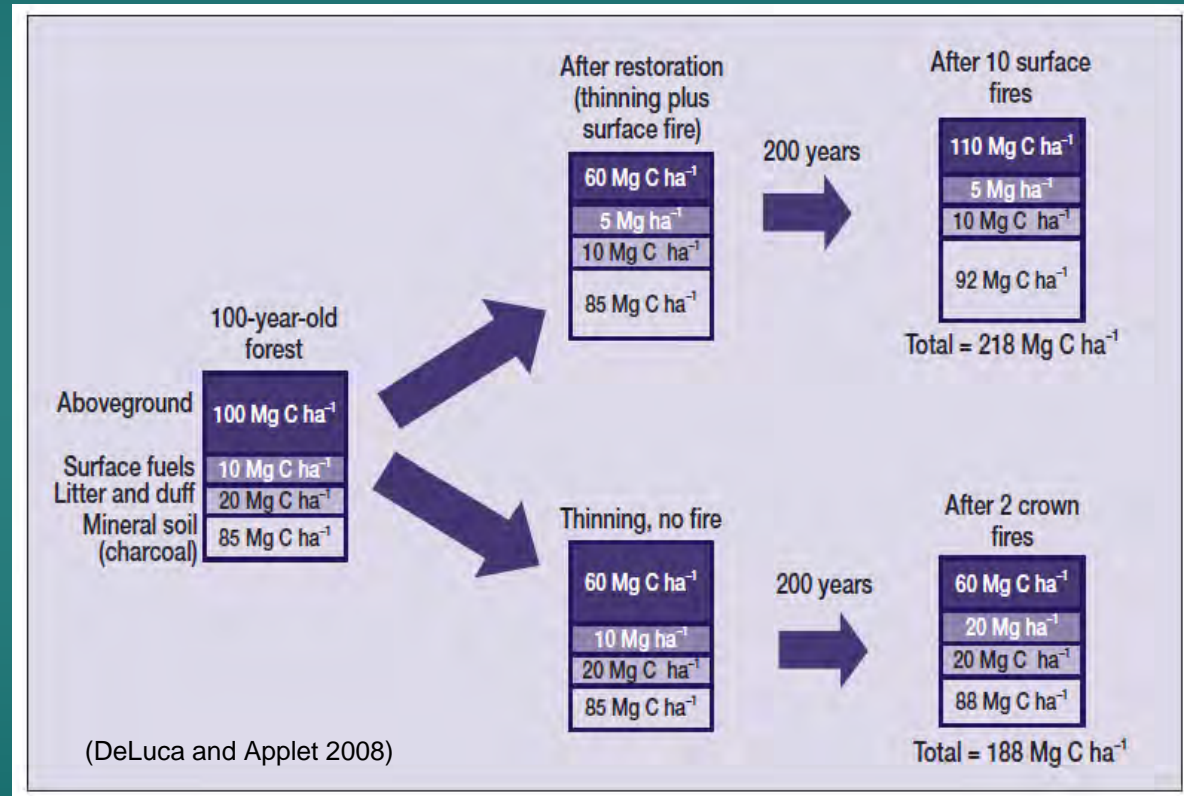 After restoration
(thinning plus
surface fire)
60 Mg C ha⁻¹
5 Mg ha⁻¹
10 Mg C ha⁻¹
85 Mg C ha⁻¹
200 years
After 10 surface
fires
110 Mg C ha⁻¹
5 Mg ha⁻¹
10 Mg C ha⁻¹
92 Mg C ha⁻¹
Total = 218 Mg C ha⁻¹
100-year-old
forest
Aboveground
100 Mg C ha⁻¹
Surface fuels
10 Mg C ha⁻¹
Litter and duff
20 Mg C ha⁻¹
Mineral soil
(charcoal)
85 Mg C ha⁻¹
Thinning, no fire
60 Mg C ha⁻¹
10 Mg ha⁻¹
20 Mg C ha⁻¹
85 Mg C ha⁻¹
200 years
After 2 crown
fires
60 Mg C ha⁻¹
20 Mg ha⁻¹
20 Mg C ha⁻¹
88 Mg C ha⁻¹
Total = 188 Mg C ha⁻¹
(DeLuca and Applet 2008)